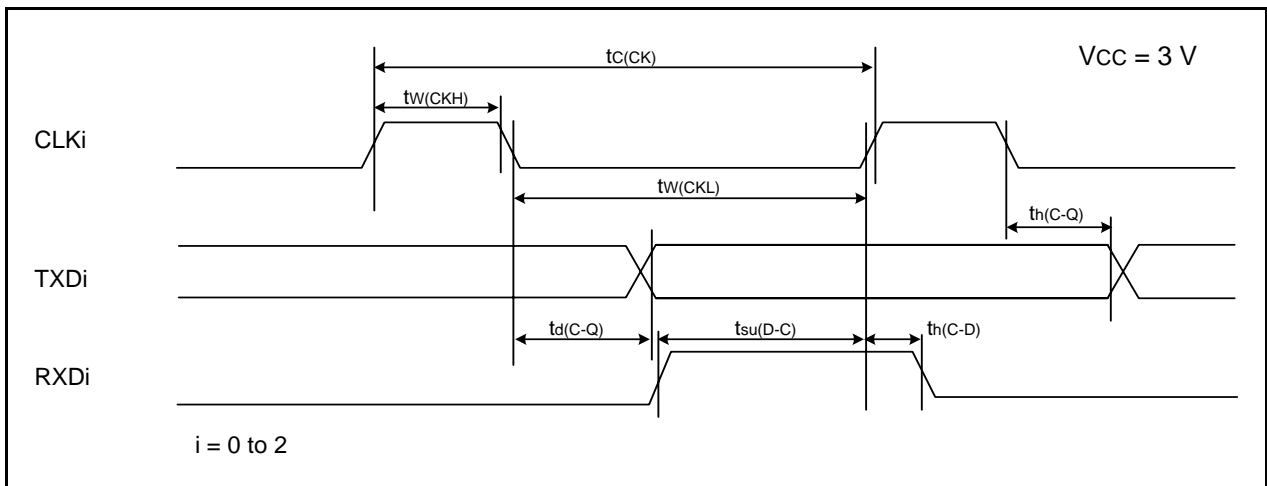 tC(CK)
VCC = 3 V
tW(CKH)
CLKi
tW(CKL)
th(C-Q)
TXDi
td(C-Q)
tsu(D-C)
th(C-D)
RXDi
i = 0 to 2